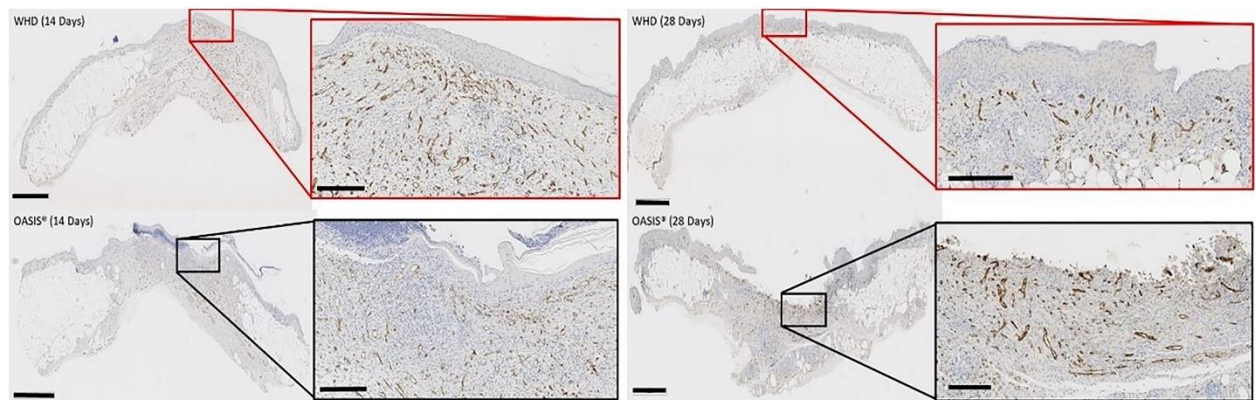 WHD (14 Days)
WHD (28 Days)
OASIS® (14 Days)
OASIS® (28 Days)